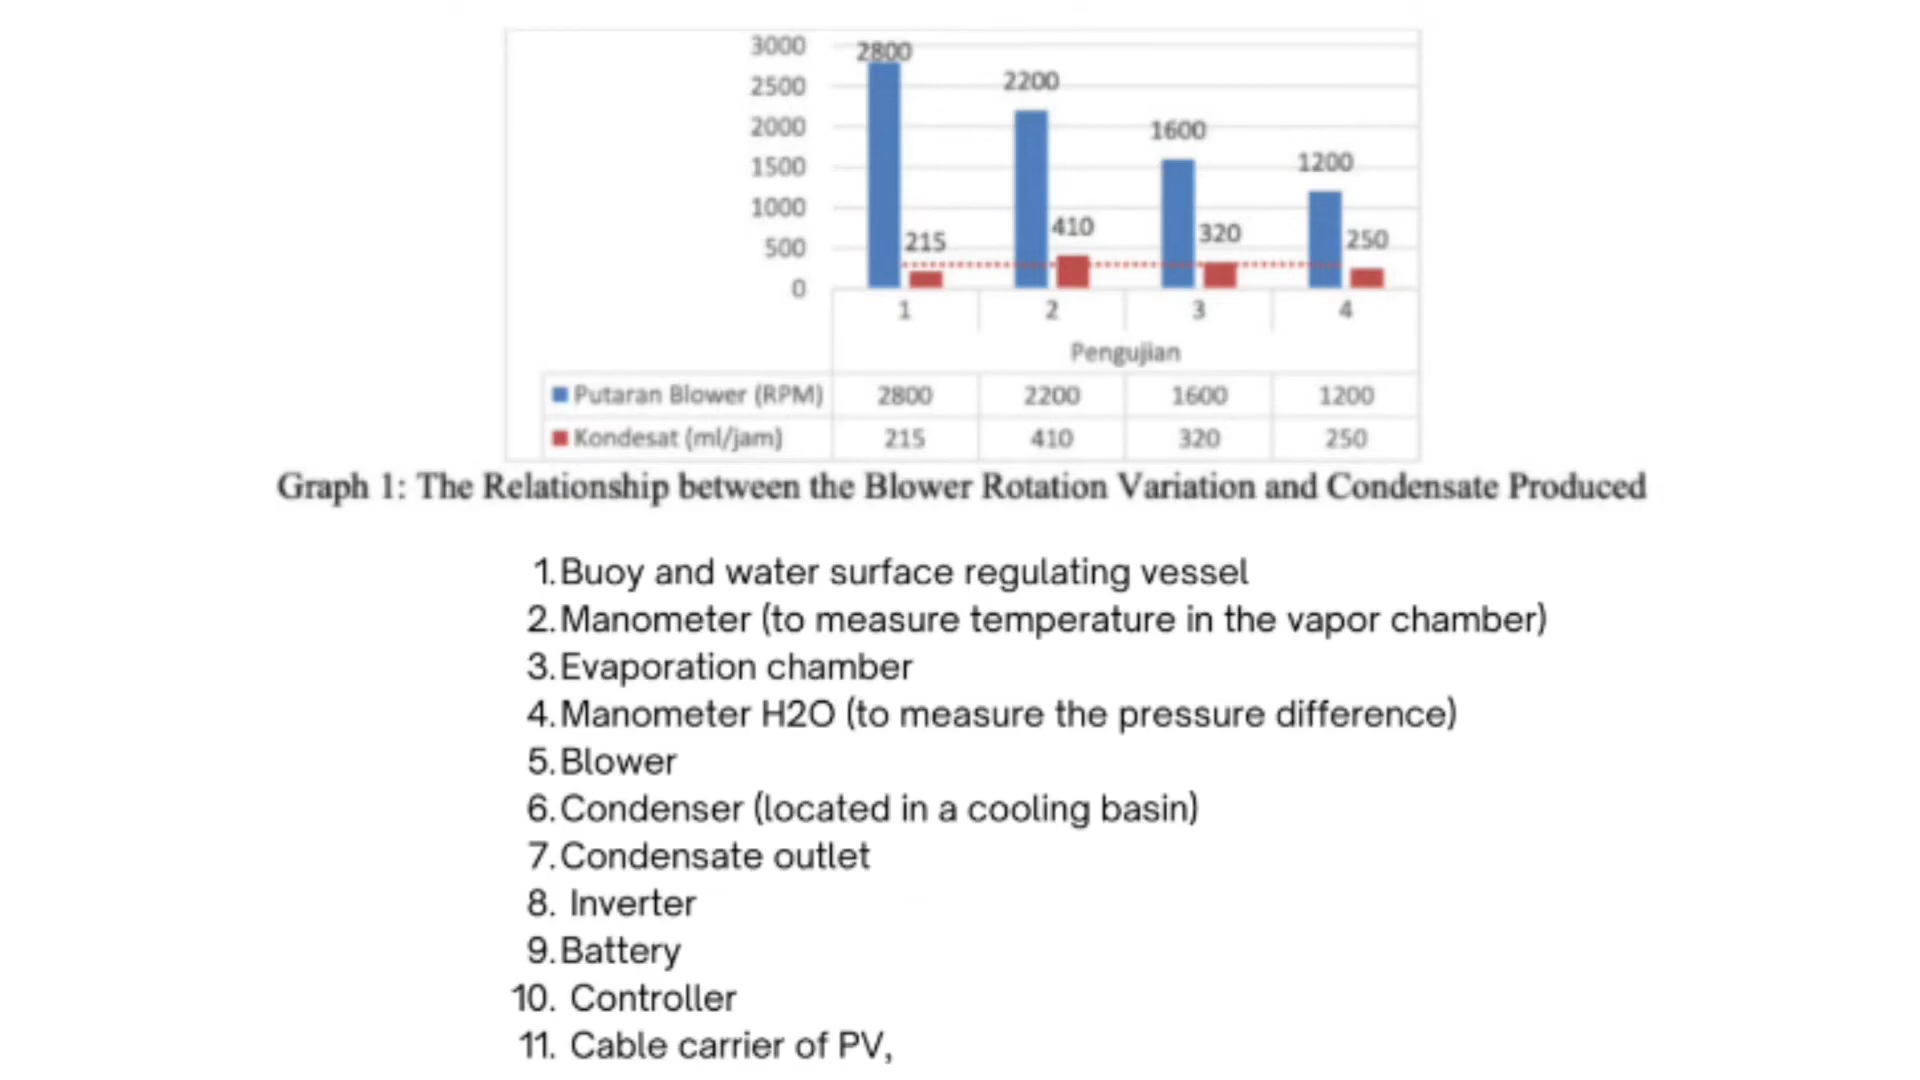 3000
2500
2000
1500
1000
500
0
2800
2200
1600
1200
215
410
320
250
1 2 3 4
Pengujian
Putaran Blower (RPM) 2800 2200 1600 1200
Kondesat (ml/jam) 215 410 320 250
Graph 1: The Relationship between the Blower Rotation Variation and Condensate Produced
1. Buoy and water surface regulating vessel
2. Manometer (to measure temperature in the vapor chamber)
3. Evaporation chamber
4. Manometer H2O (to measure the pressure difference)
5. Blower
6. Condenser (located in a cooling basin)
7. Condensate outlet
8. Inverter
9. Battery
10. Controller
11. Cable carrier of PV,